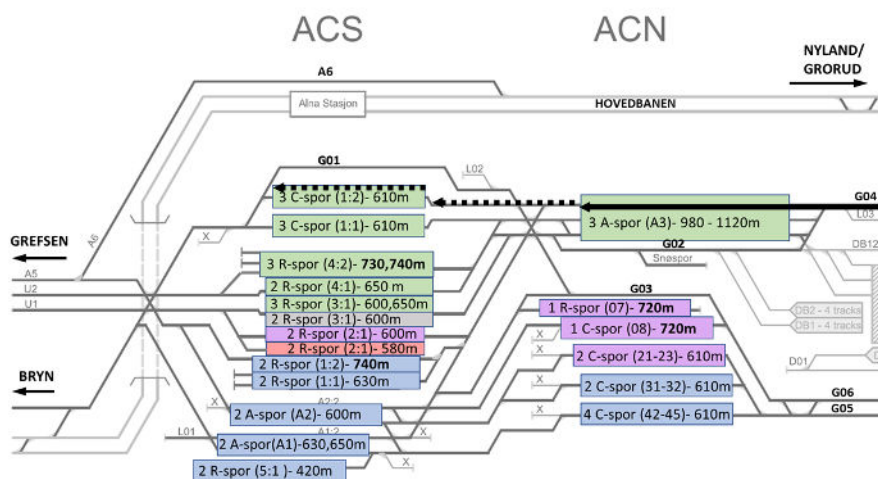 ACS
ACN
NYLAND/
GRORUD
A6
Alna Stasjon
HOVEDBANEN
G01
L02
3 C-spor (1:2)- 610m
G04
L03
X
3 C-spor (1:1)- 610m
3 A-spor (A3) - 980 - 1120m
A6
GREFSEN
G02
DB12
Snøspor
3 R-spor (4:2) - 730,740m
A5
U2
2 R-spor (4:1) - 650 m
G03
U1
3 R-spor (3:1)- 600,650m
1 R-spor (07)- 720m
DB2 - 4 tracks
2 R-spor (3:1)- 600m
DB1 - 4 tracks
X
1 C-spor (08)- 720m
2 R-spor (2:1)- 600m
2 R-spor (2:1)- 580m
2 C-spor (21-23)- 610m
D01
D
2 R-spor (1:2)- 740m
BRYN
2 R-spor (1:1)- 630m
X
2 C-spor (31-32)- 610m
G06
X
A2:2
2 A-spor (A2) - 600m
X
4 C-spor (42-45)- 610m
G05
L01
A1:2
X
2 A-spor(A1)-630,650m
X
2 R-spor (5:1 ) - 420m